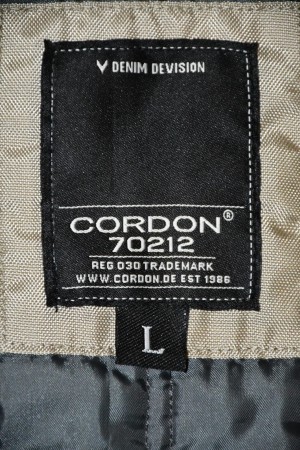 V DENIM DEVISION
CORDON®
70212
REG 030 TRADEMARK
WWW.CORDON.DE EST 1986
L